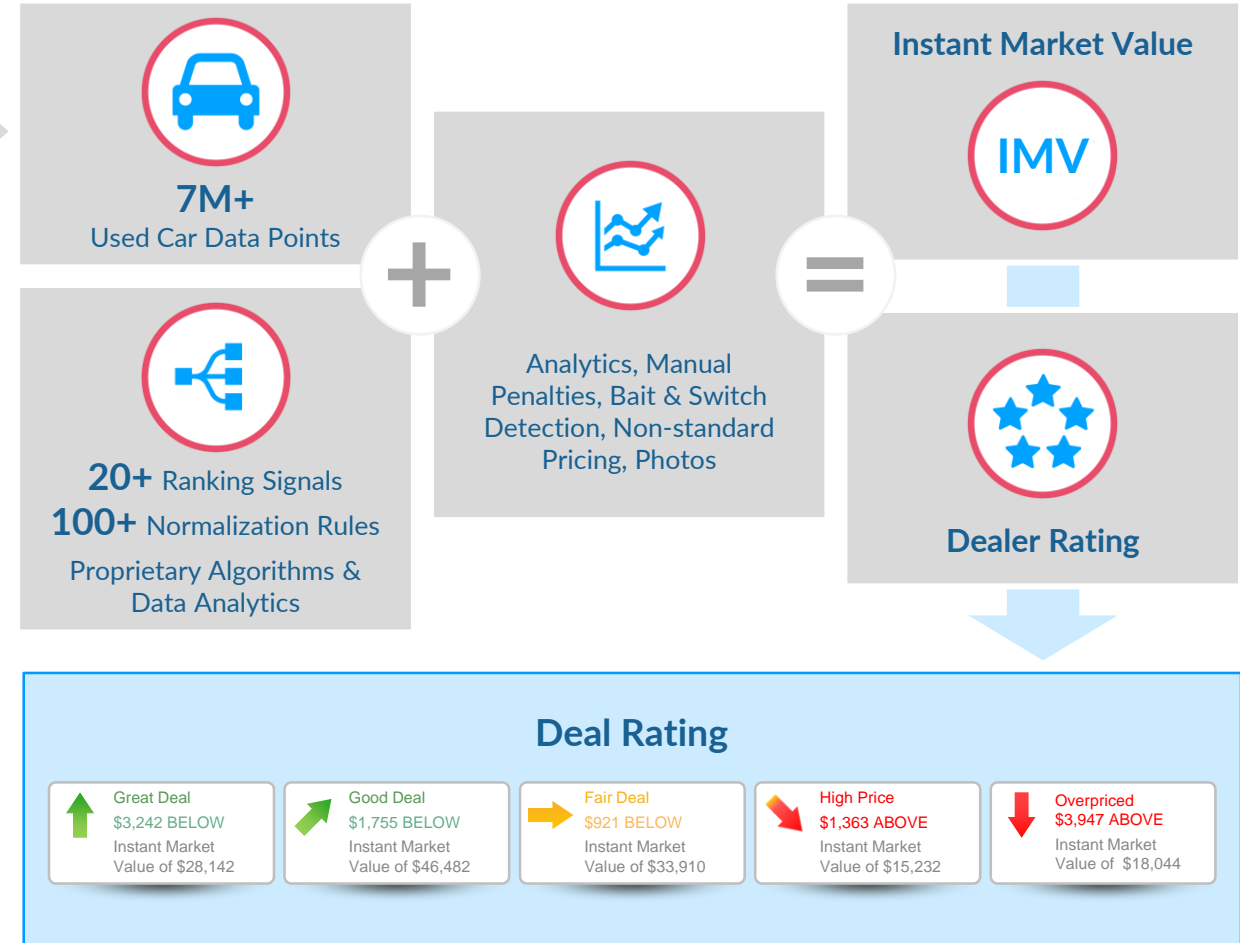 7M+
Used Car Data Points
20+ Ranking Signals
100+ Normalization Rules
Proprietary Algorithms &
Data Analytics
Analytics, Manual
Penalties, Bait & Switch
Detection, Non-standard
Pricing, Photos
Instant Market Value
IMV
Dealer Rating
Deal Rating
Great Deal
$3,242 BELOW
Instant Market
Value of $28,142
Good Deal
$1,755 BELOW
Instant Market
Value of $46,482
Fair Deal
$921 BELOW
Instant Market
Value of $33,910
High Price
$1,363 ABOVE
Instant Market
Value of $15,232
Overpriced
$3,947 ABOVE
Instant Market
Value of $18,044